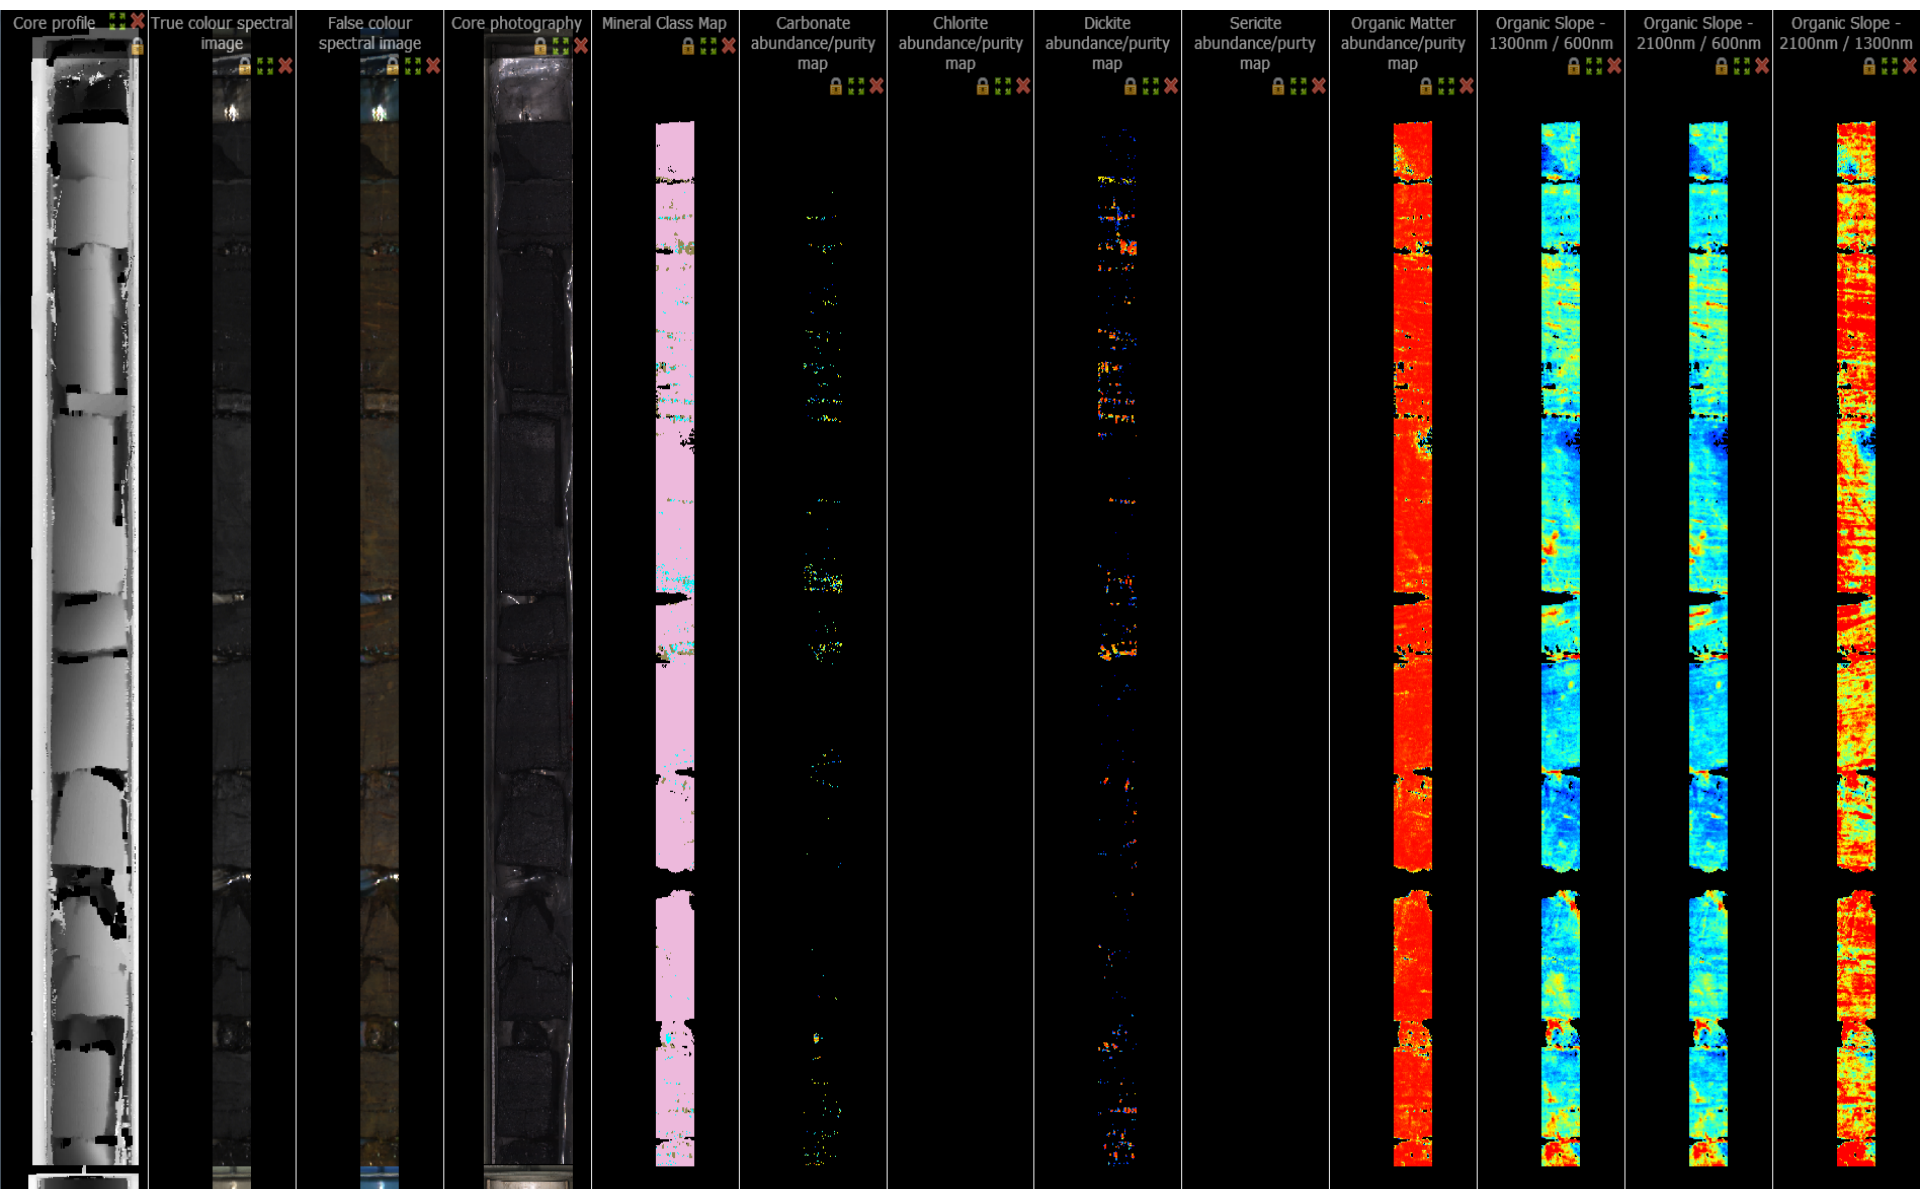 Core profile
True colour spectral
image
False colour
spectral image
Core photography
Mineral Class Map
Carbonate
abundance/purity
map
Chlorite
abundance/purity
map
Dickite
abundance/purity
map
Sericite
abundance/purty
map
Organic Matter
abundance/purity
map
Organic Slope -
1300nm / 600nm
Organic Slope -
2100nm / 600nm
Organic Slope -
2100nm / 1300nm